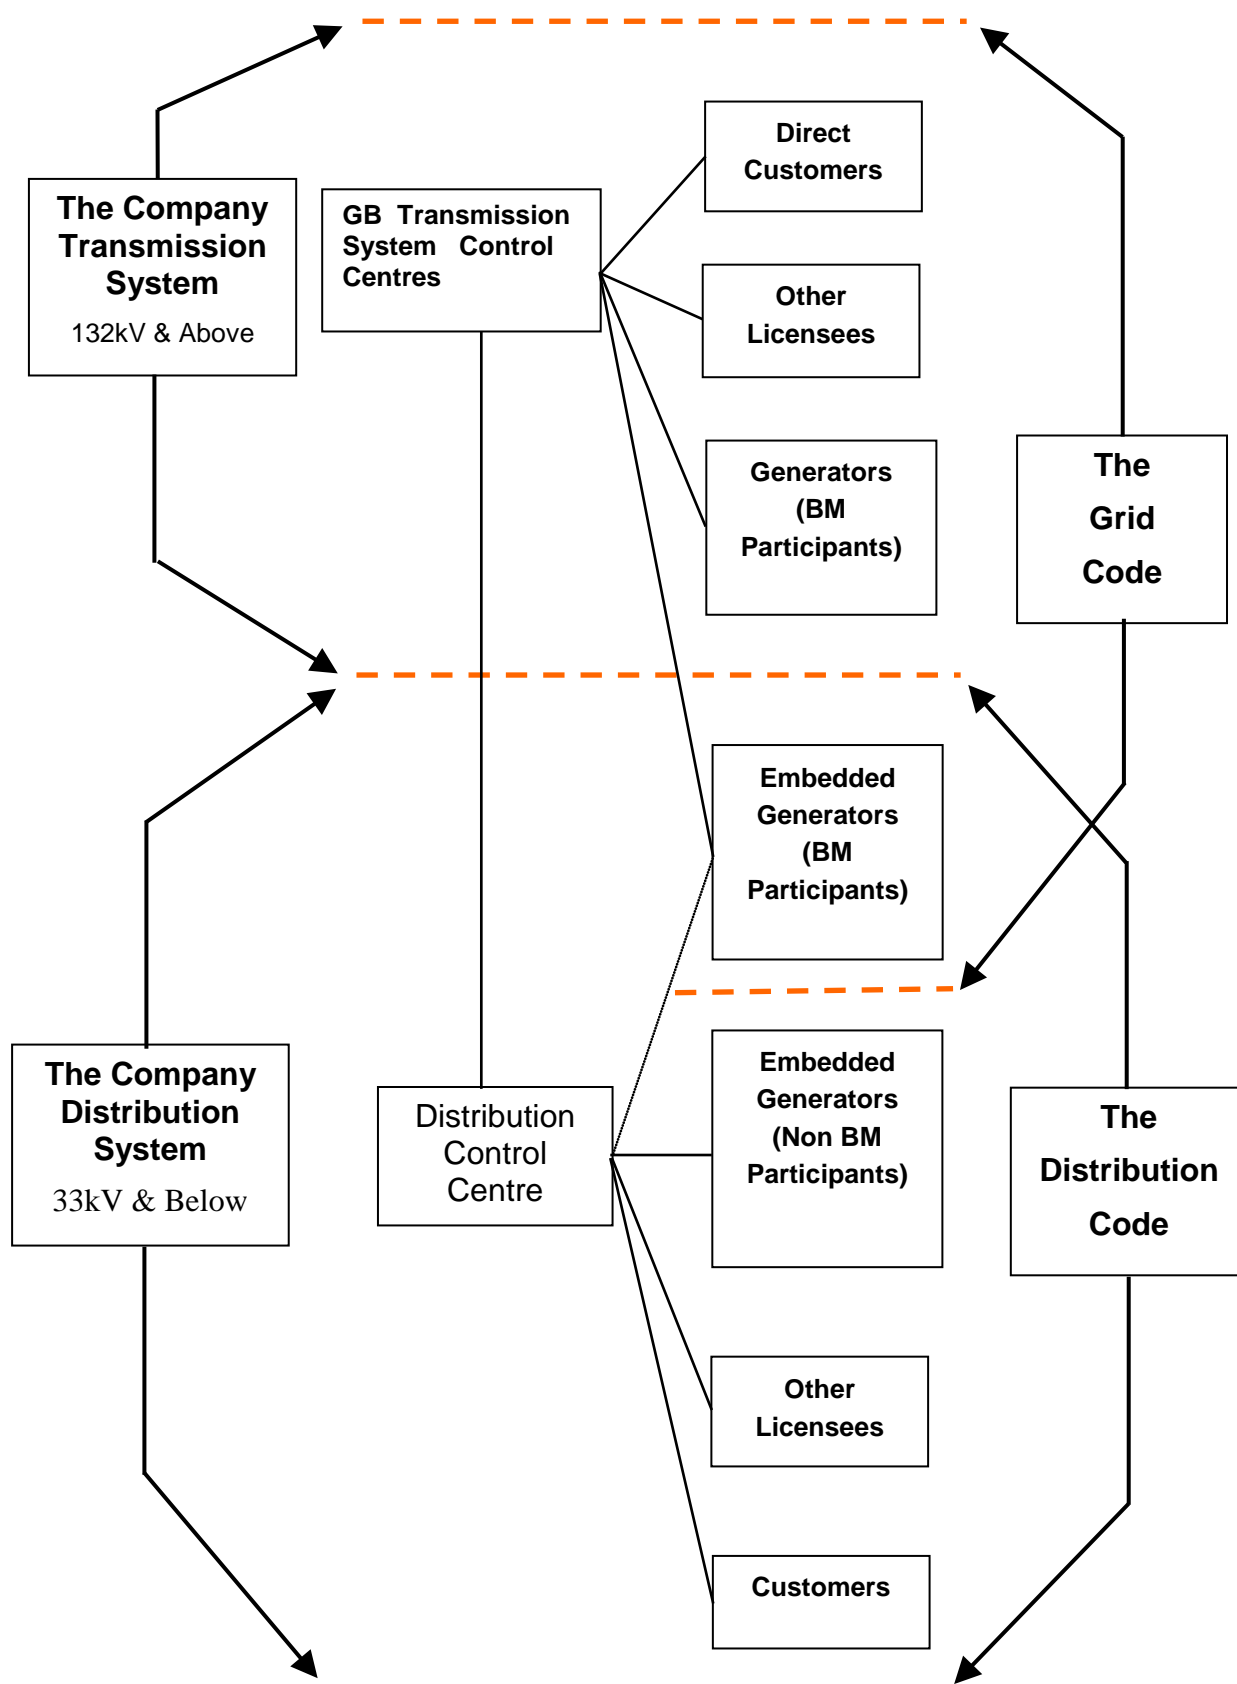 Direct
Customers
The Company
Transmission
System
132kV & Above
GB Transmission
System Control
Centres
Other
Licensees
Generators
(BM
Participants)
The
Grid
Code
Embedded
Generators
(BM
Participants)
The Company
Distribution
System
33kV & Below
Distribution
Control
Centre
Embedded
Generators
(Non BM
Participants)
The
Distribution
Code
Other
Licensees
Customers